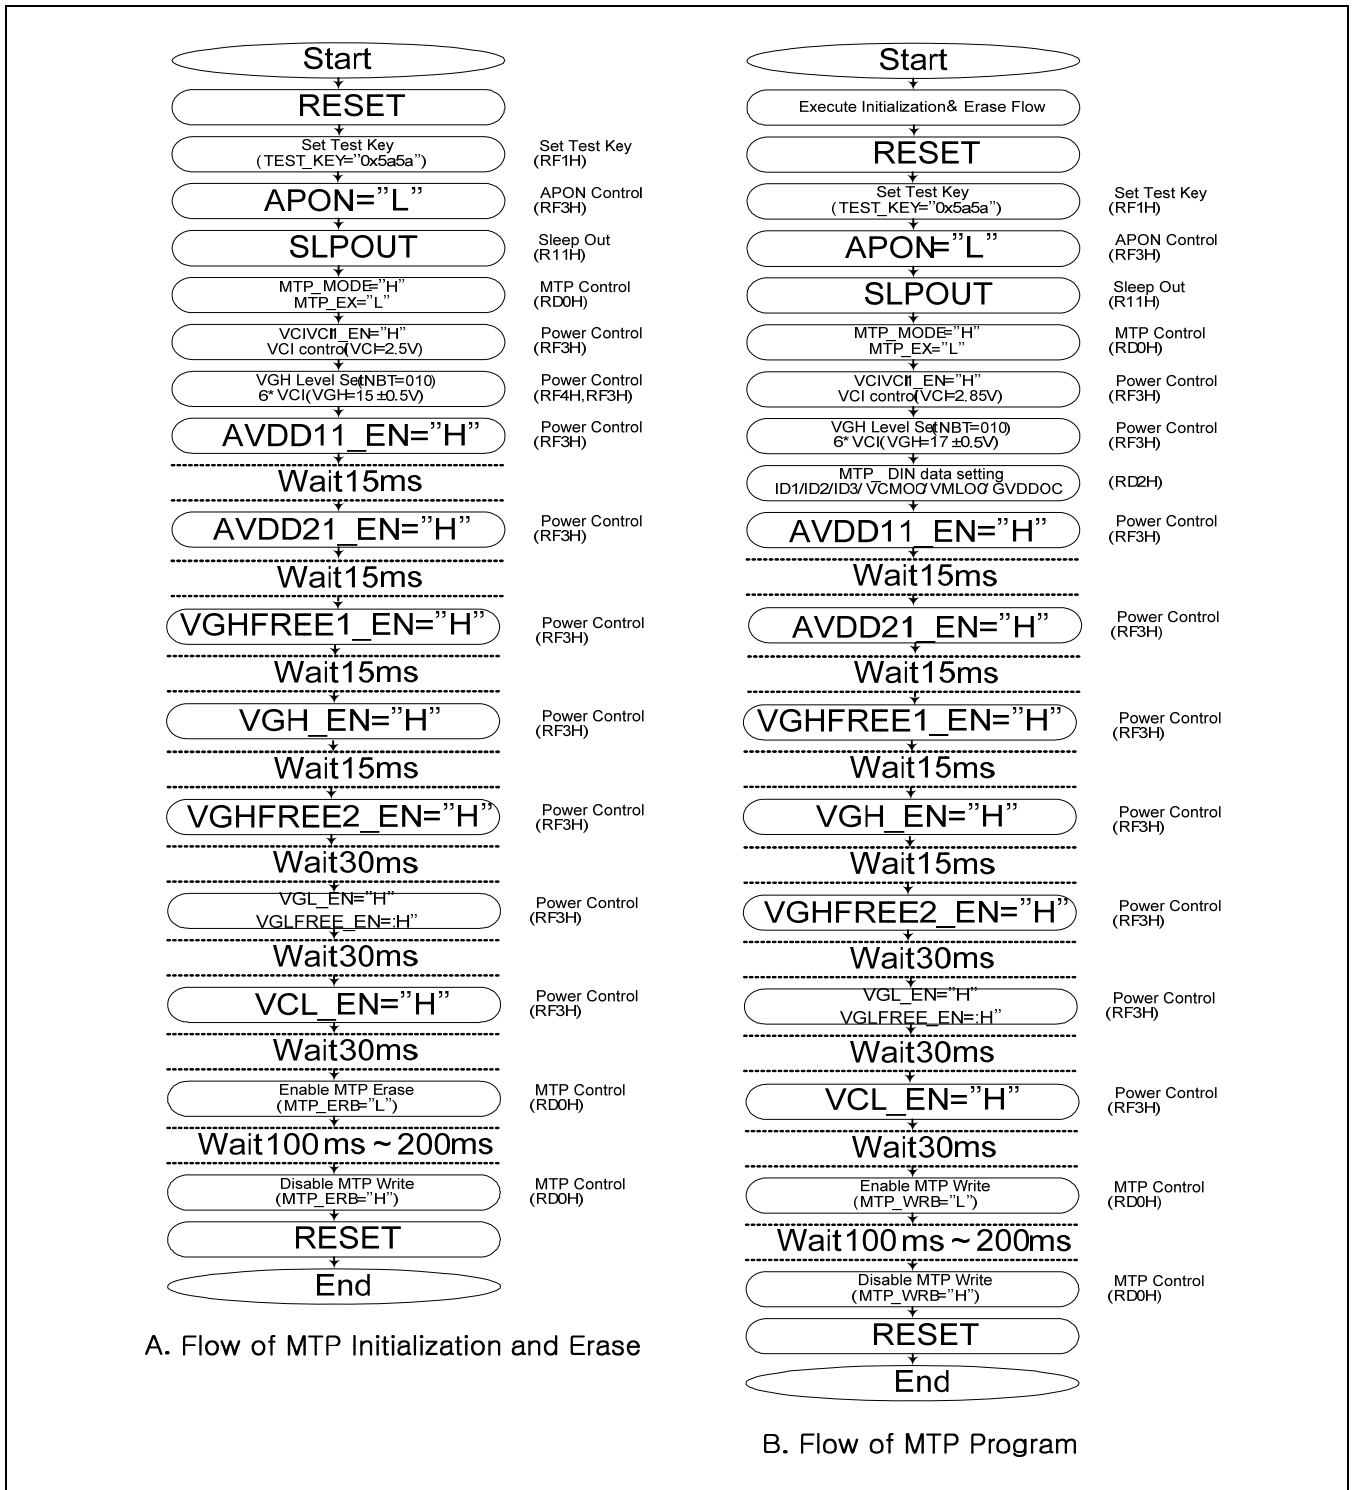 Start
RESET
Set Test Key
(TEST_KEY="0x5a5a")
Set Test Key
(RF1H)
APON="L"
APON Control
(RF3H)
SLPOUT
Sleep Out
(R11H)
MTP_MODE="H"
MTP_EX="L"
MTP Control
(RD0H)
VCIVCI1_EN="H"
VCI control(VCI=2.5V)
Power Control
(RF3H)
VGH Level Set(NBT=010)
6* VCI(VGH=15 ±0.5V)
Power Control
(RF4H,RF3H)
AVDD11_EN="H"
Power Control
(RF3H)
Wait15ms
AVDD21_EN="H"
Power Control
(RF3H)
Wait15ms
VGHFREE1_EN="H"
Power Control
(RF3H)
Wait15ms
VGH_EN="H"
Power Control
(RF3H)
Wait15ms
VGHFREE2_EN="H"
Power Control
(RF3H)
Wait30ms
VGL_EN="H"
VGLFREE_EN=:H"
Power Control
(RF3H)
Wait30ms
VCL_EN="H"
Power Control
(RF3H)
Wait30ms
Enable MTP Erase
(MTP_ERB="L")
MTP Control
(RD0H)
Wait100 ms ~ 200ms
Disable MTP Write
(MTP_ERB="H")
MTP Control
(RD0H)
RESET
End
A. Flow of MTP Initialization and Erase
Start
Execute Initialization& Erase Flow
RESET
Set Test Key
(TEST_KEY="0x5a5a")
Set Test Key
(RF1H)
APON="L"
APON Control
(RF3H)
SLPOUT
Sleep Out
(R11H)
MTP_MODE="H"
MTP_EX="L"
MTP Control
(RD0H)
VCIVCI1_EN="H"
VCI control(VCI=2.85V)
Power Control
(RF3H)
VGH Level Set(NBT=010)
6* VCI(VGH=17 ±0.5V)
Power Control
(RF3H)
MTP_ DIN data setting
ID1/ID2/ID3/ VCMOC/ VMLOC/ GVDDOC
(RD2H)
AVDD11_EN="H"
Power Control
(RF3H)
Wait15ms
AVDD21_EN="H"
Power Control
(RF3H)
Wait15ms
VGHFREE1_EN="H"
Power Control
(RF3H)
Wait15ms
VGH_EN="H"
Power Control
(RF3H)
Wait15ms
VGHFREE2_EN="H"
Power Control
(RF3H)
Wait30ms
VGL_EN="H"
VGLFREE_EN=:H"
Power Control
(RF3H)
Wait30ms
VCL_EN="H"
Power Control
(RF3H)
Wait30ms
Enable MTP Write
(MTP_WRB="L")
MTP Control
(RD0H)
Wait100 ms ~ 200ms
Disable MTP Write
(MTP_WRB="H")
MTP Control
(RD0H)
RESET
End
B. Flow of MTP Program